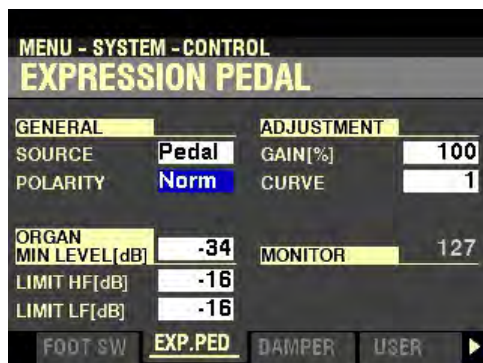 MENU - SYSTEM - CONTROL
EXPRESSION PEDAL
GENERAL
SOURCE Pedal
POLARITY Norm
ADJUSTMENT
GAIN[%] 100
CURVE 1
ORGAN
MIN LEVEL[dB] -34
LIMIT HF[dB] -16
LIMIT LF[dB] -16
MONITOR 127
FOOT SW EXP.PED DAMPER USER